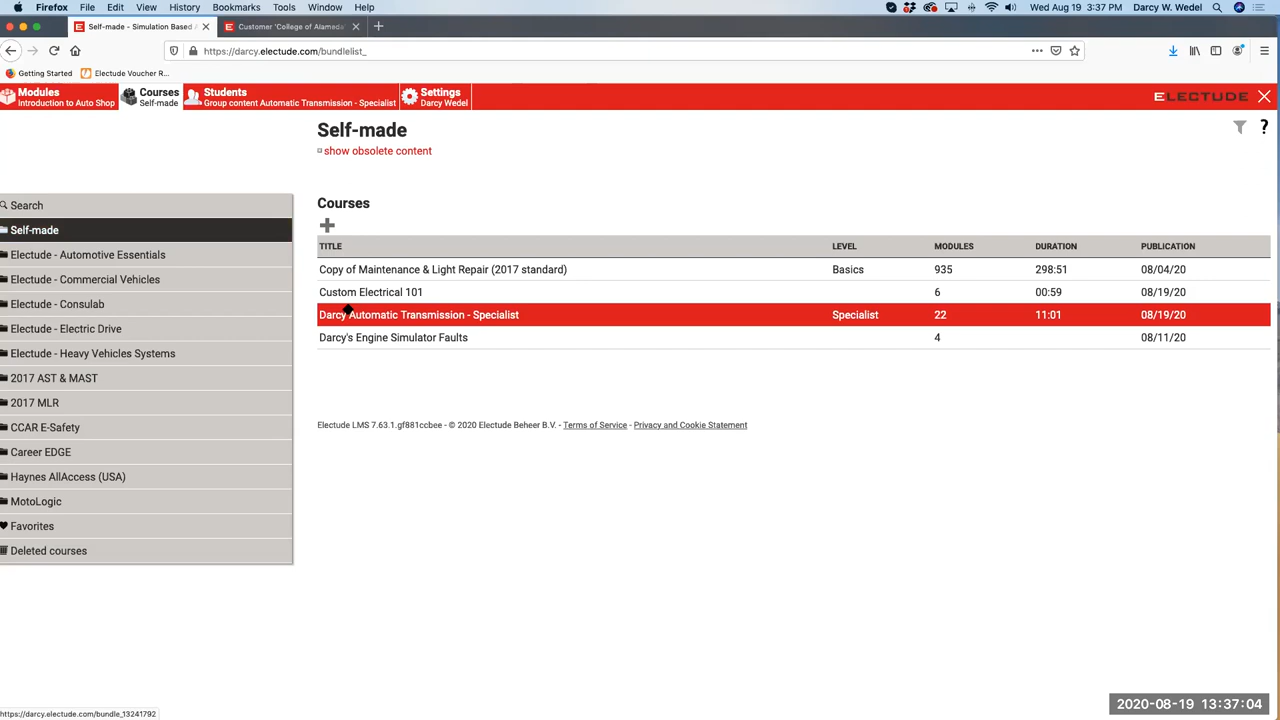 Firefox File Edit View History Bookmarks Tools Window Help Wed Aug 19 3:37 PM Darcy W. Wedel
Self-made - Simulation Based A
Customer 'College of Alameda'
https://darcy.electude.com/bundlelist_
Getting Started Electude Voucher R...
Modules
Introduction to Auto Shop
Courses
Self-made
Students
Group content Automatic Transmission - Specialist
Settings
Darcy Wedel
ELECTUDE
Self-made
show obsolete content
?
Search
Self-made
Electude - Automotive Essentials
Electude - Commercial Vehicles
Electude - Consulab
Electude - Electric Drive
Electude - Heavy Vehicles Systems
2017 AST & MAST
2017 MLR
CCAR E-Safety
Career EDGE
Haynes AllAccess (USA)
MotoLogic
Favorites
Deleted courses
Courses
TITLE LEVEL MODULES DURATION PUBLICATION
Copy of Maintenance & Light Repair (2017 standard) Basics 935 298:51 08/04/20
Custom Electrical 101 6 00:59 08/19/20
Darcy Automatic Transmission - Specialist Specialist 22 11:01 08/19/20
Darcy's Engine Simulator Faults 4 08/11/20
Electude LMS 7.63.1.gf881ccbee - © 2020 Electude Beheer B.V. - Terms of Service - Privacy and Cookie Statement
https://darcy.electude.com/bundle_13241792
2020-08-19 13:37:04